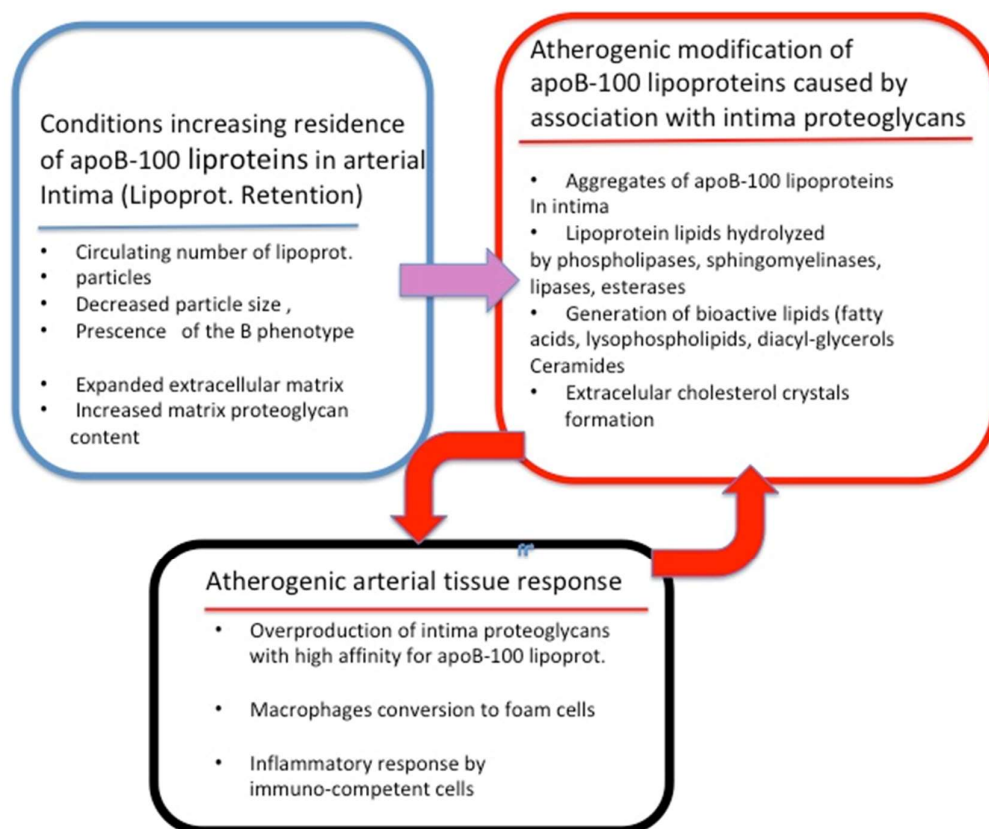 Conditions increasing residence
of apoB-100 liproteins in arterial
Intima (Lipoprot. Retention)
• Circulating number of lipoprot.
• particles
• Decreased particle size ,
• Prescence of the B phenotype
• Expanded extracellular matrix
• Increased matrix proteoglycan
content
Atherogenic modification of
apoB-100 lipoproteins caused by
association with intima proteoglycans
• Aggregates of apoB-100 lipoproteins
In intima
• Lipoprotein lipids hydrolyzed
by phospholipases, sphingomyelinases,
lipases, esterases
• Generation of bioactive lipids (fatty
acids, lysophospholipids, diacyl-glycerols
Ceramides
• Extracelular cholesterol crystals
formation
Atherogenic arterial tissue response
• Overproduction of intima proteoglycans
with high affinity for apoB-100 lipoprot.
• Macrophages conversion to foam cells
• Inflammatory response by
immuno-competent cells